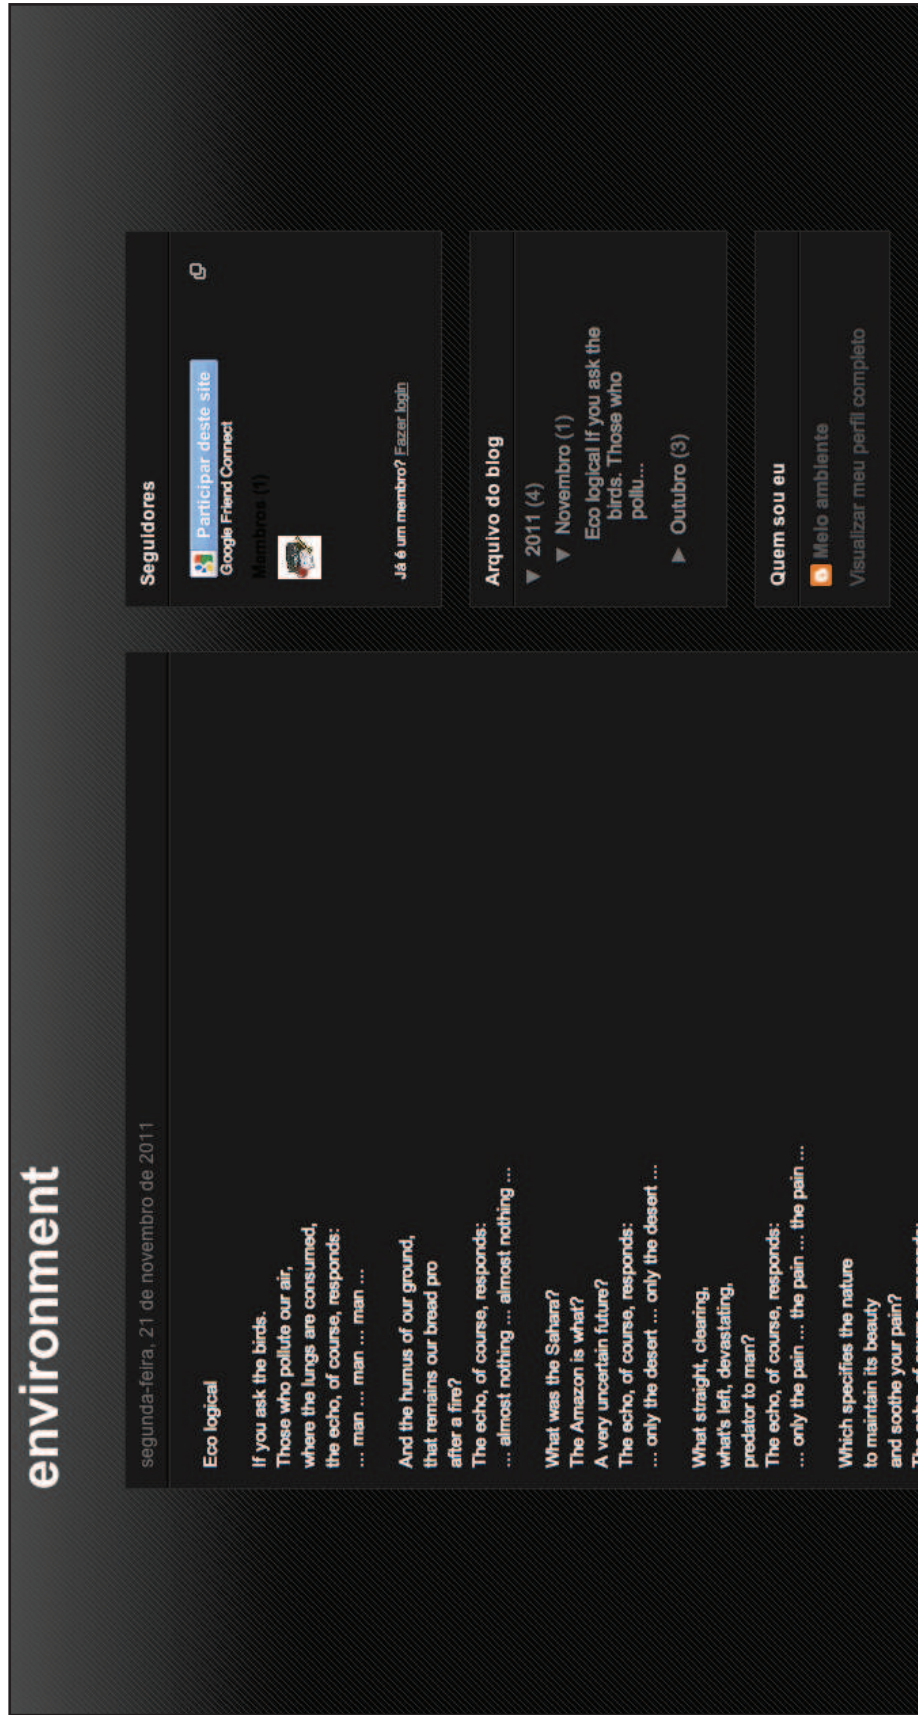 environment
segunda-feira, 21 de novembro de 2011
Eco logical
If you ask the birds.
Those who pollute our air,
where the lungs are consumed,
the echo, of course, responds:
... man ... man ... man ...
And the humus of our ground,
that remains our bread pro
after a fire?
The echo, of course, responds:
... almost nothing ... almost nothing ...
What was the Sahara?
The Amazon is what?
A very uncertain future?
The echo, of course, responds:
... only the desert ... only the desert ...
What straight, clearing,
what's left, devastating,
predator to man?
The echo, of course, responds:
... only the pain ... the pain ... the pain ...
Which specifies the nature
to maintain its beauty
and soothe your pain?
Seguidores
Participar deste site
Google Friend Connect
Membros (1)
Já é um membro? Fazer login
Arquivo do blog
▼ 2011 (4)
▼ Novembro (1)
Eco logical If you ask the
birds. Those who
pollu...
► Outubro (3)
Quem sou eu
Meio ambiente
Visualizar meu perfil completo